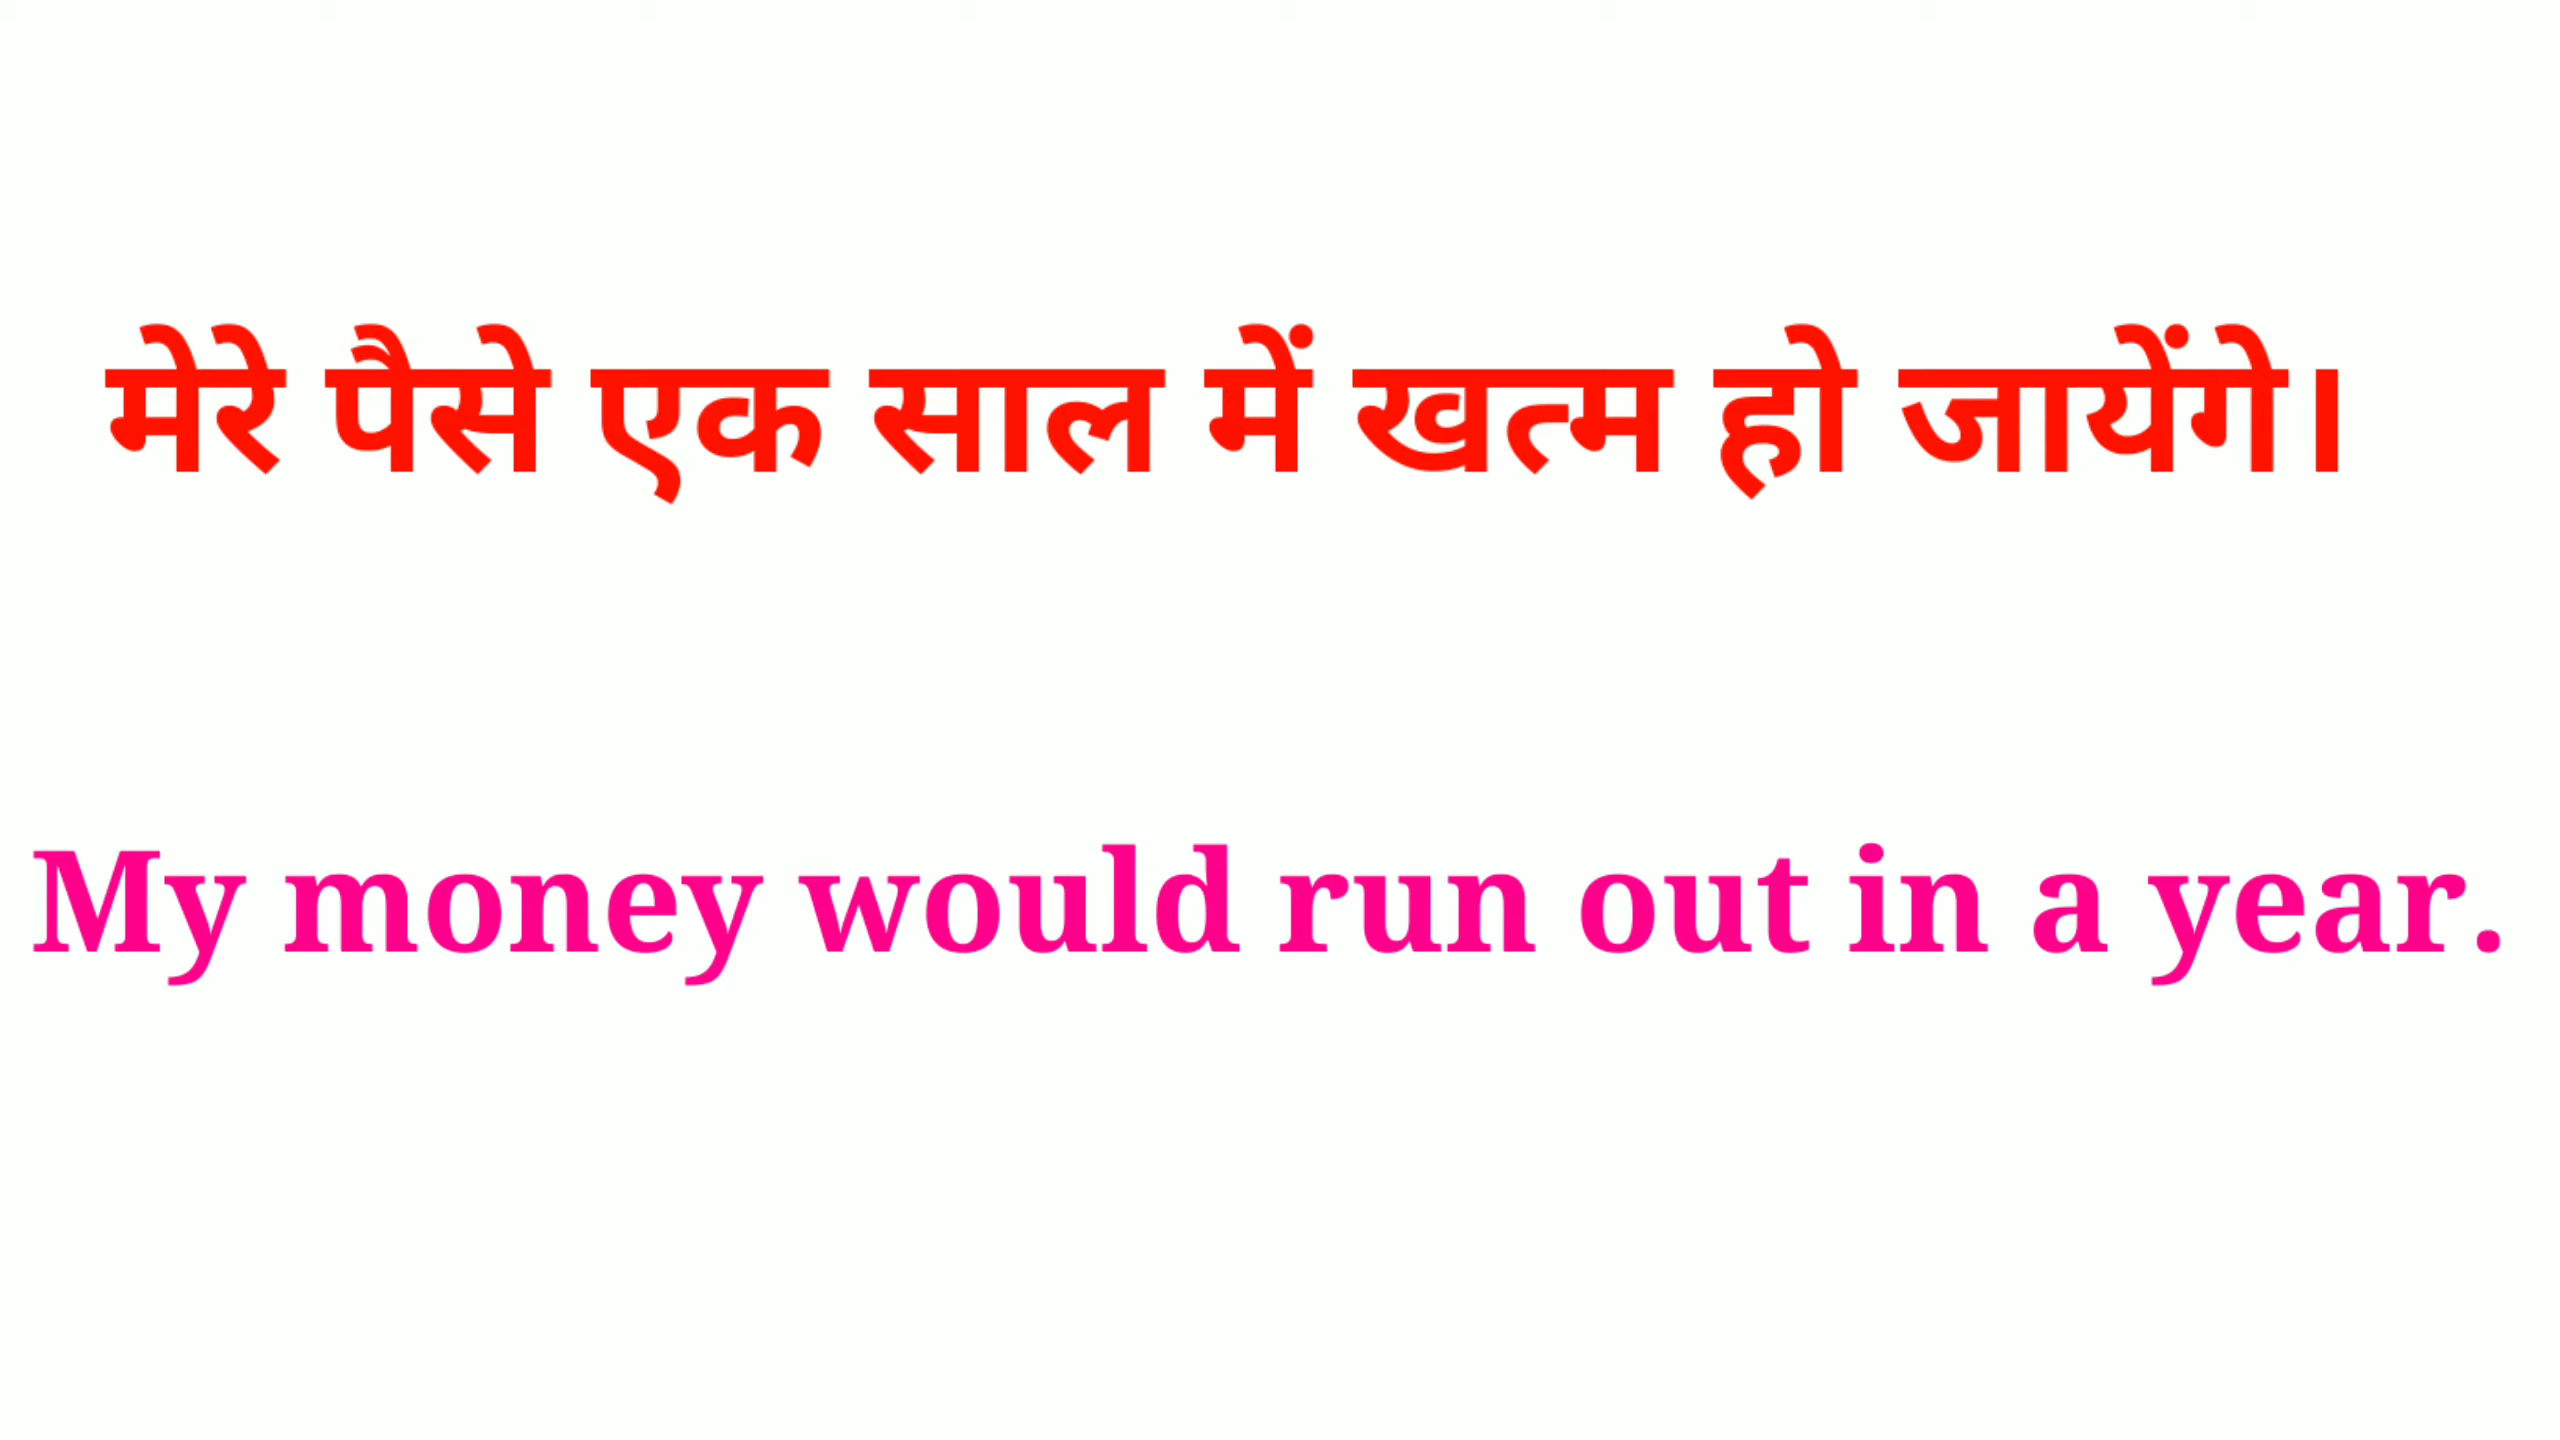 मेरे पैसे एक साल में खत्म हो जायेंगे।
My money would run out in a year.